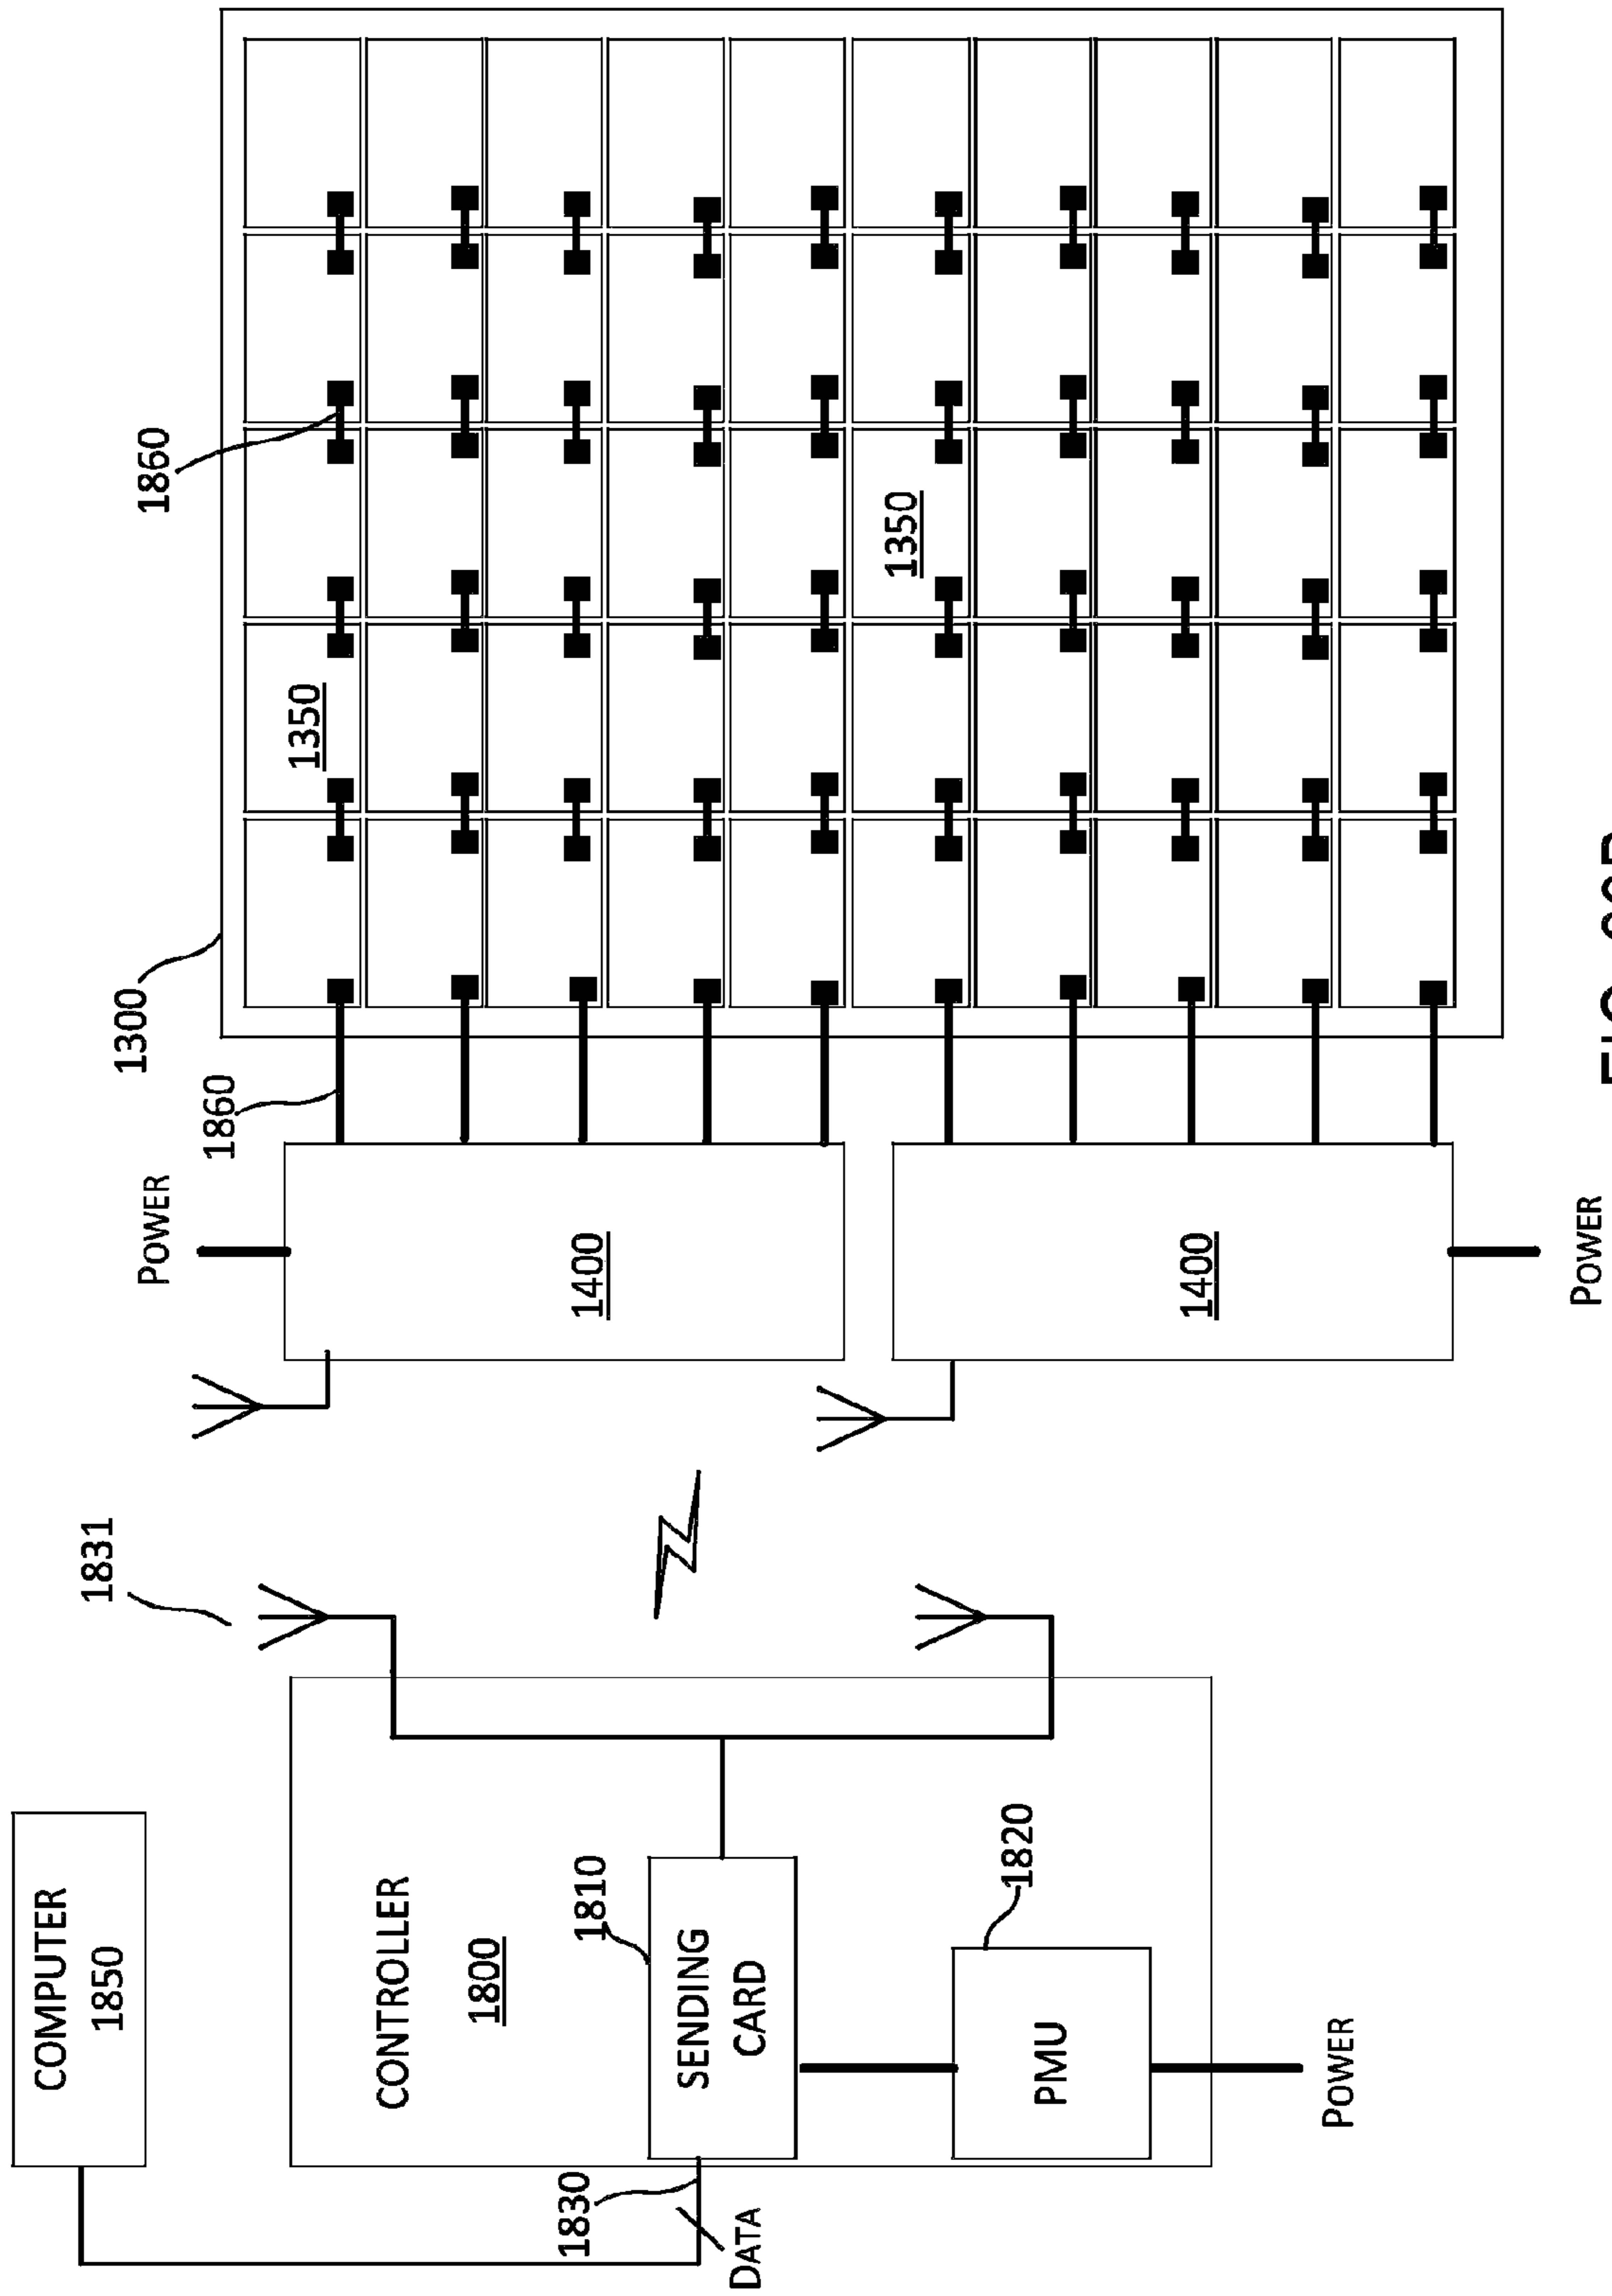 COMPUTER
1850
CONTROLLER
1800
1810
SENDING
CARD
1820
PMU
1830
DATA
POWER
1831
POWER
1400
1400
POWER
1860
1300
1350
1860
1350